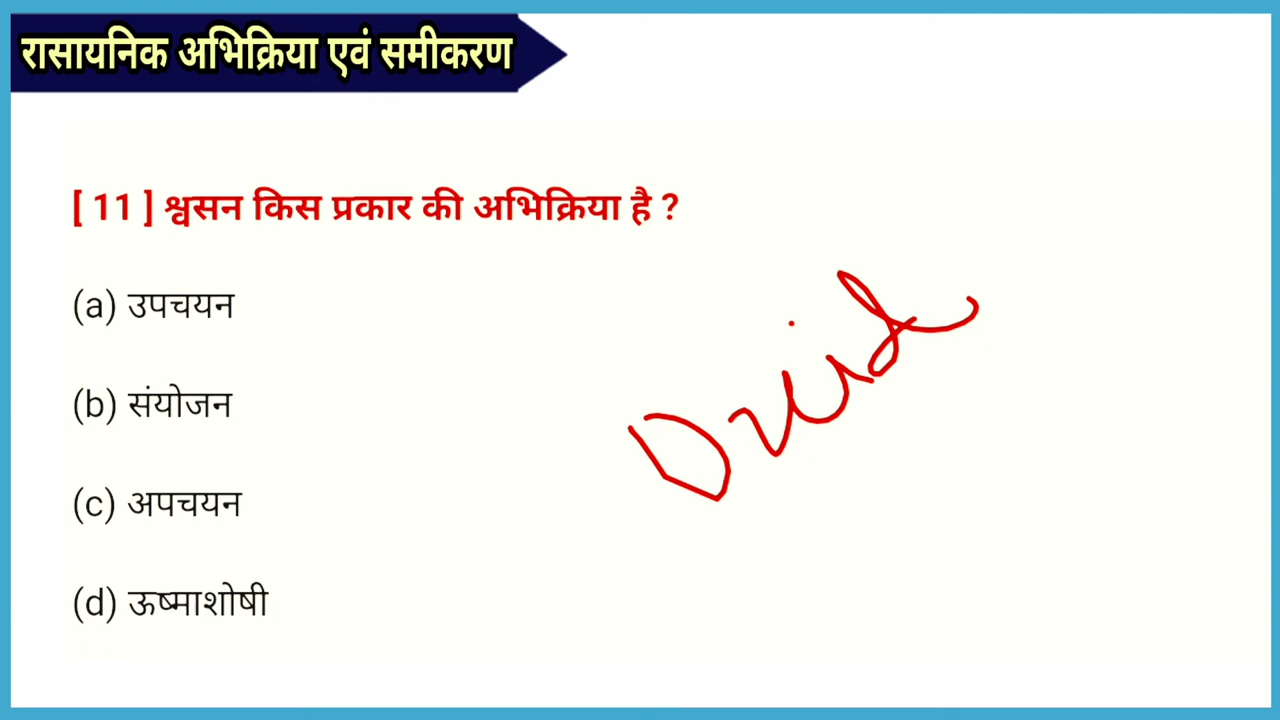 रासायनिक अभिक्रिया एवं समीकरण
[ 11 ] श्वसन किस प्रकार की अभिक्रिया है ?
(a) उपचयन
(b) संयोजन
(c) अपचयन
(d) ऊष्माशोषी